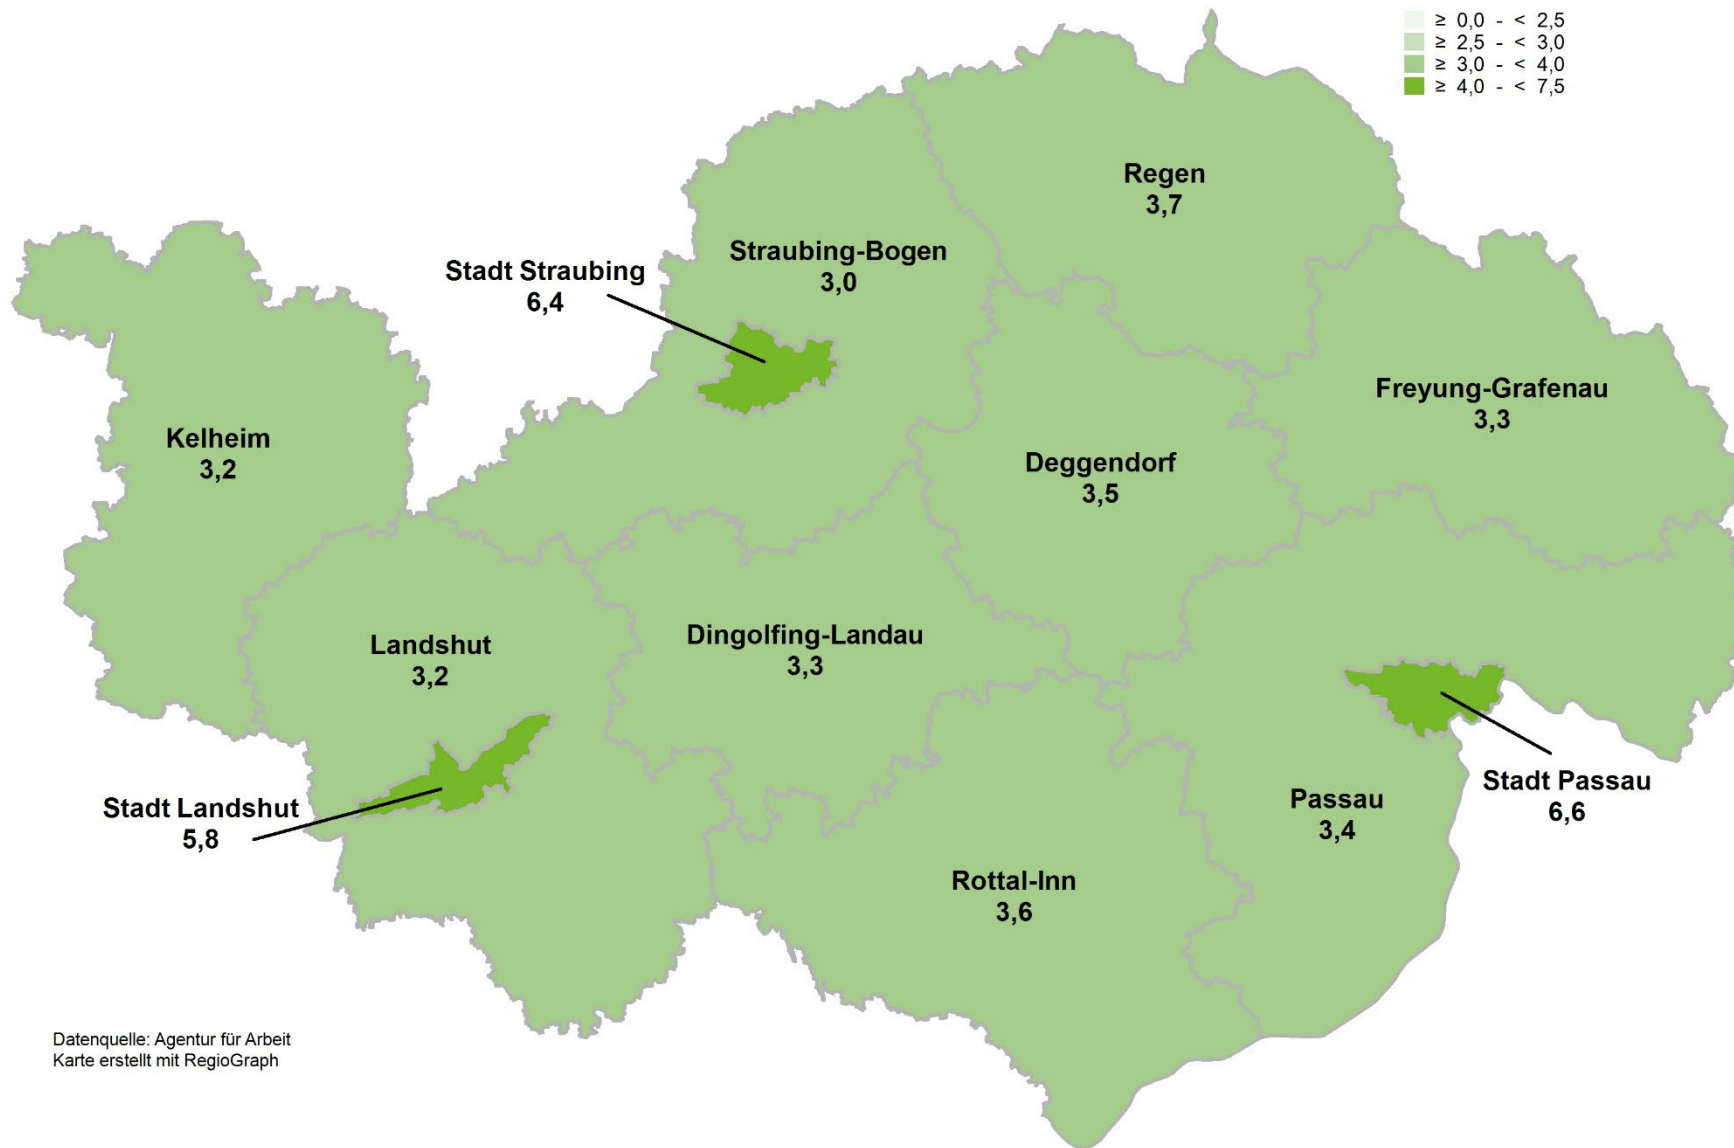 ≥ 0,0 - < 2,5
≥ 2,5 - < 3,0
≥ 3,0 - < 4,0
≥ 4,0 - < 7,5
Regen
3,7
Straubing-Bogen
3,0
Stadt Straubing
6,4
Freyung-Grafenau
3,3
Kelheim
3,2
Deggendorf
3,5
Landshut
3,2
Dingolfing-Landau
3,3
Stadt Passau
6,6
Passau
3,4
Stadt Landshut
5,8
Rottal-Inn
3,6
Datenquelle: Agentur für Arbeit
Karte erstellt mit RegioGraph